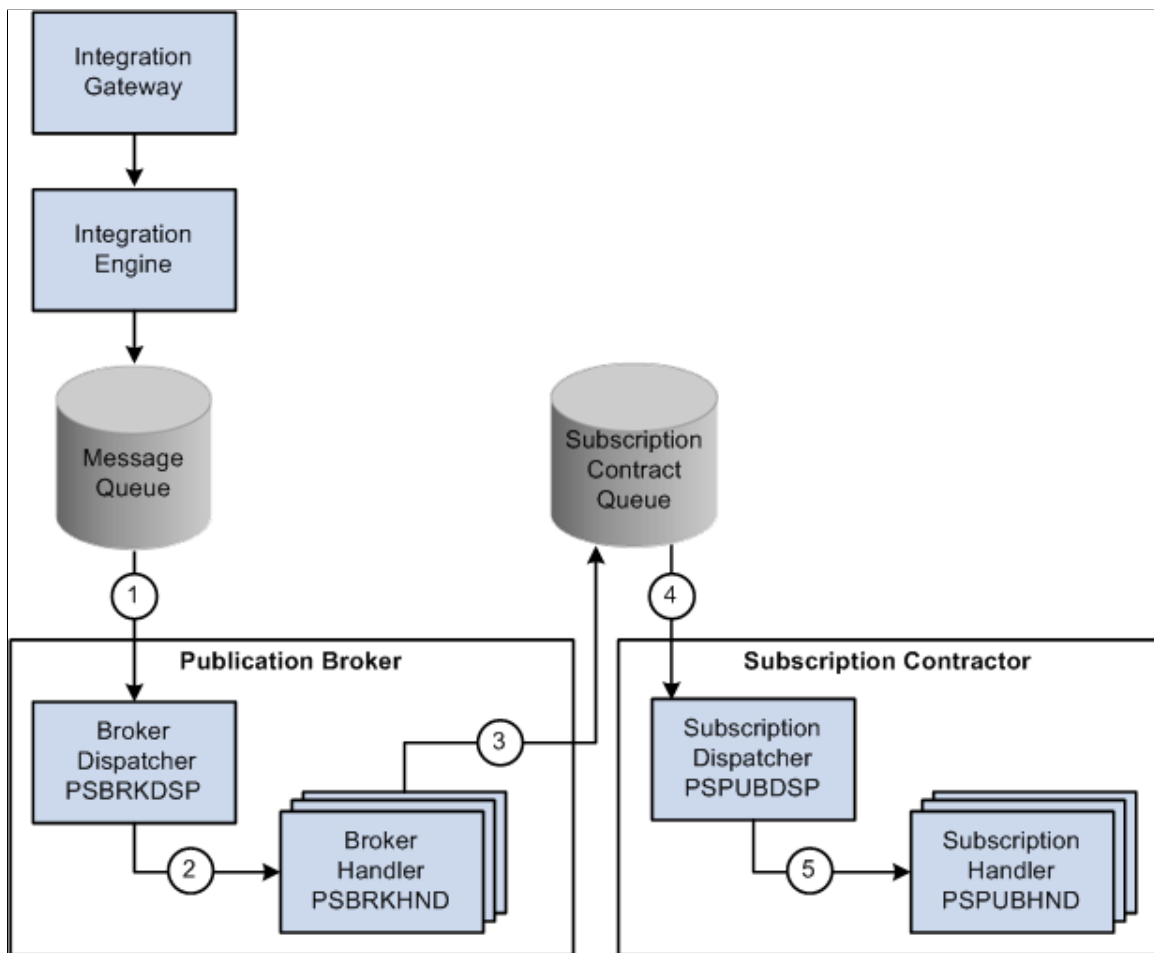 Integration
Gateway
Integration
Engine
Message
Queue
Subscription
Contract
Queue
1
4
Publication Broker
Subscription Contractor
Broker
Dispatcher
PSBRKDSP
3
Subscription
Dispatcher
PSPUBDSP
2
Broker
Handler
PSBRKHND
5
Subscription
Handler
PSPUBHND